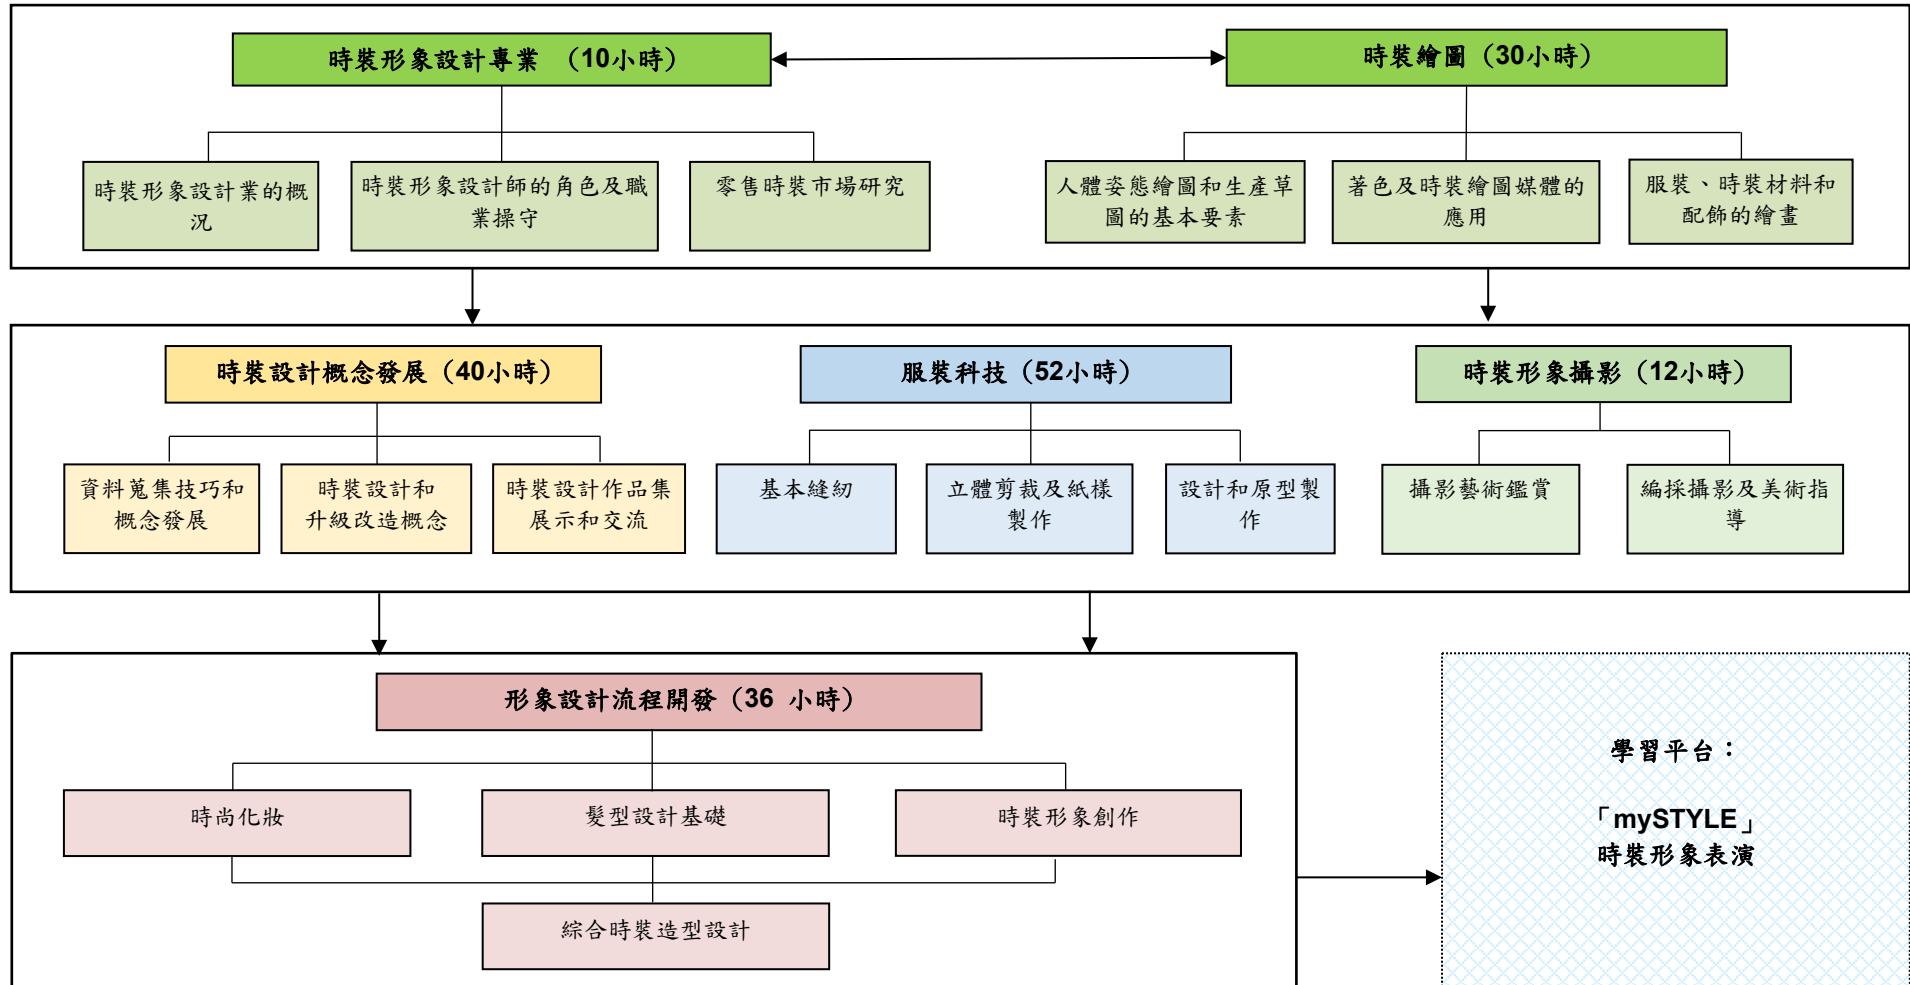 時裝形象設計專業 （10小時）
時裝繪圖（30小時）
時裝形象設計業的概
況
時裝形象設計師的角色及職
業操守
零售時裝市場研究
人體姿態繪圖和生產草
圖的基本要素
著色及時裝繪圖媒體的
應用
服裝、時裝材料和
配飾的繪畫
時裝設計概念發展（40小時）
服裝科技（52小時）
時裝形象攝影（12小時）
資料蒐集技巧和
概念發展
時裝設計和
升級改造概念
時裝設計作品集
展示和交流
基本縫紉
立體剪裁及紙樣
製作
設計和原型製
作
攝影藝術鑑賞
編採攝影及美術指
導
形象設計流程開發（36 小時）
時尚化妝
髮型設計基礎
時裝形象創作
綜合時裝造型設計
學習平台：
「mySTYLE」
時裝形象表演